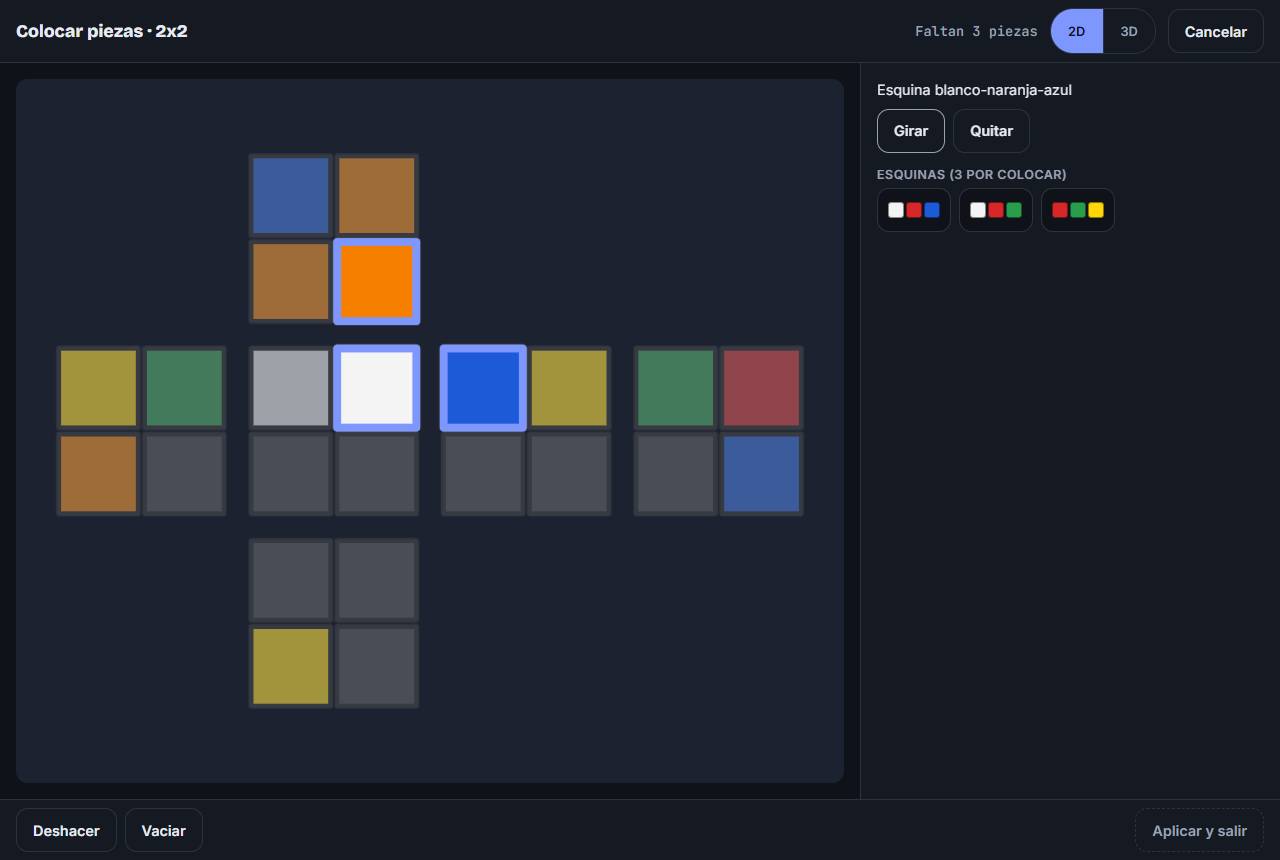 Colocar piezas · 2x2
Faltan 3 piezas
2D
3D
Cancelar
Esquina blanco-naranja-azul
Girar
Quitar
ESQUINAS (3 POR COLOCAR)
Deshacer
Vaciar
Aplicar y salir